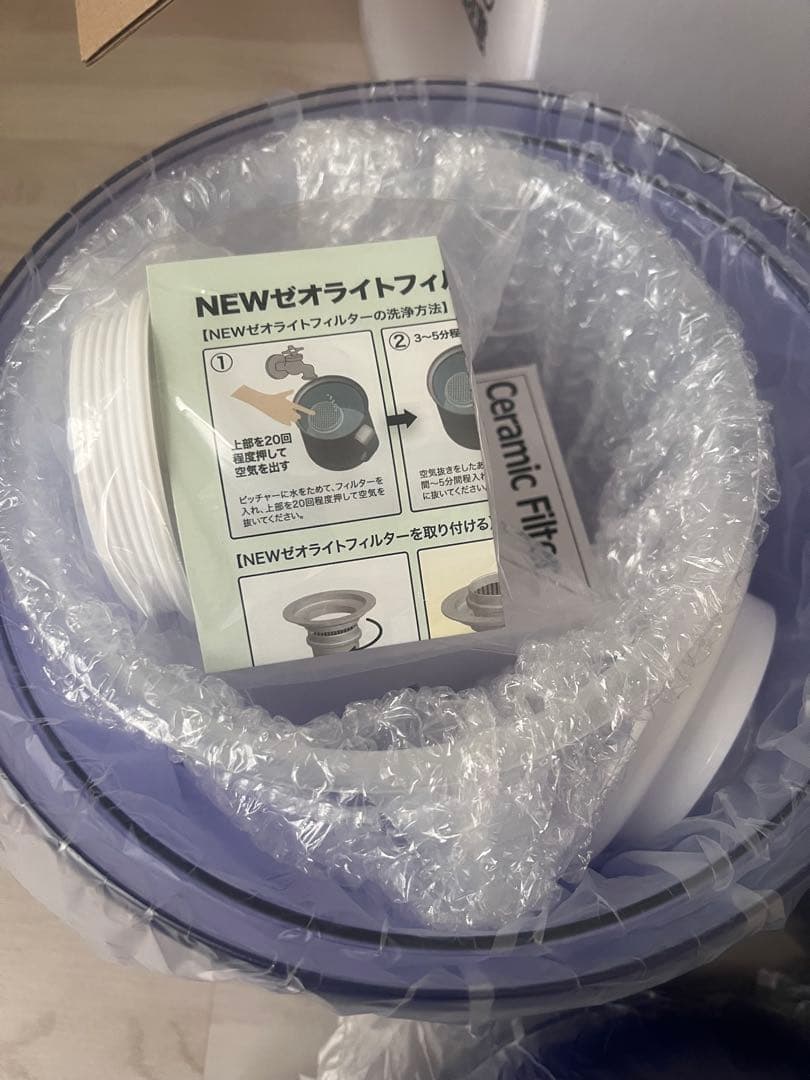 NEWゼオライトフィル
【NEWゼオライトフィルターの洗浄方法】
①
上部を20回
程度押して
空気を出す
ピッチャーに水をためて、フィルターを
入れ、上部を20回程度押して空気を
抜いてください。
② 3～5分程
空気抜きをしたあ
間～5分間程入れ
に抜いてください
【NEWゼオライトフィルターを取り付ける
Ceramic Filter